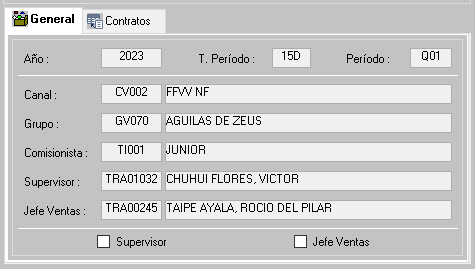 General Contratos
Año : 2023 T. Período : 15D Período : Q01
Canal : CV002 FFVV NF
Grupo : GV070 AGUILAS DE ZEUS
Comisionista : TI001 JUNIOR
Supervisor : TRA01032 CHUHUI FLORES, VICTOR
Jefe Ventas : TRA00245 TAIPE AYALA, ROCIO DEL PILAR
Supervisor Jefe Ventas